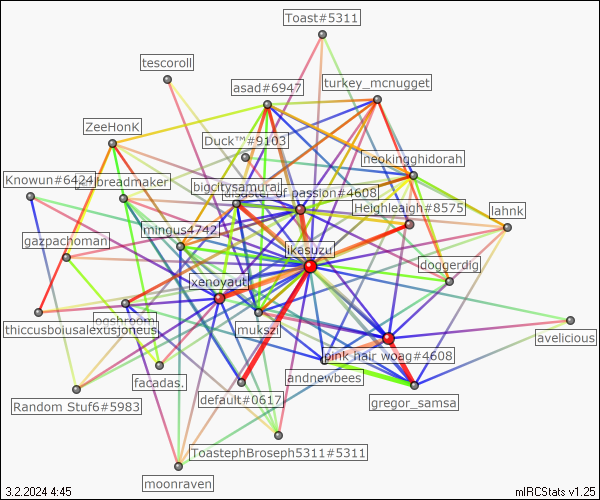 Toast#5311
tescoroll
asad#6947
turkey_mcnugget
ZeeHonK
Duck™#9103
neokingghidorah
Knowun#6424
breadmaker
bigcitysamurai
disaster of passion#4608
Heighleaigh#8575
lahnk
mingus4742
gazpachoman
ikasuzu
doggerdig
xenoyaut
thiccusboiusalexusjoneus
ooshroom
mukszi
avelicious
pink hair woag#4608
facadas.
andnewbees
Random Stuf6#5983
default#0617
gregor_samsa
ToastephBroseph5311#5311
moonraven
3.2.2024 4:45
mIRCStats v1.25